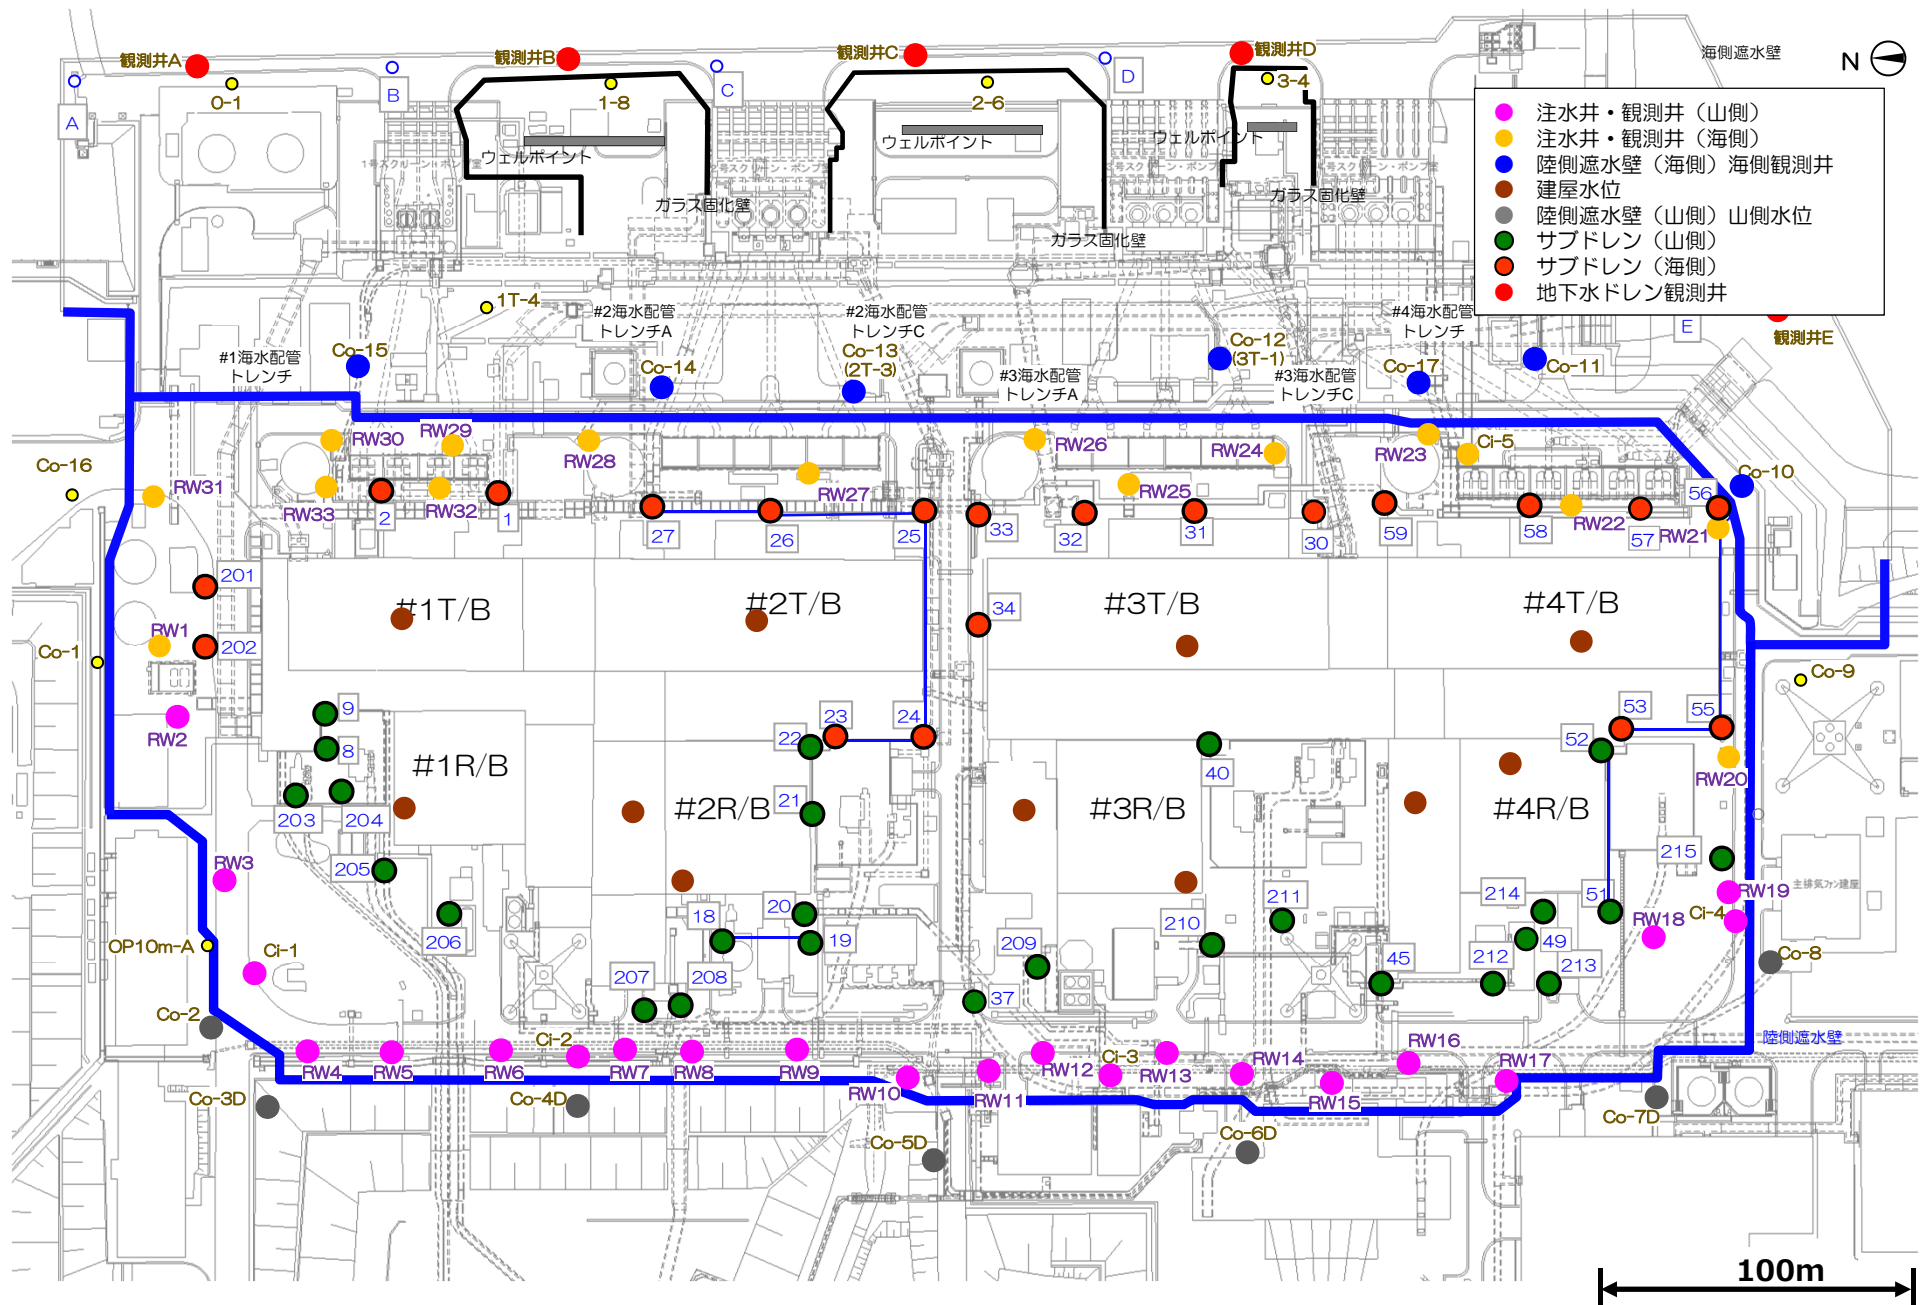 観測井A
観測井B
観測井C
観測井D
海側遮水壁
N
0-1
1-8
2-6
3-4
A
B
C
D
注水井・観測井（山側）
注水井・観測井（海側）
陸側遮水壁（海側）海側観測井
建屋水位
陸側遮水壁（山側）山側水位
サブドレン（山側）
サブドレン（海側）
地下水ドレン観測井
ウェルポイント
ウェルポイント
ウェルポイント
ガラス固化壁
ガラス固化壁
ガラス固化壁
1T-4
#2海水配管
トレンチA
#2海水配管
トレンチC
#4海水配管
トレンチ
E
観測井E
#1海水配管
トレンチ
Co-15
Co-14
Co-13
(2T-3)
#3海水配管
トレンチA
Co-12
(3T-1)
#3海水配管
トレンチC
Co-17
Co-11
RW30
RW29
RW28
RW26
RW24
RW23
Ci-5
Co-16
RW31
RW33
2
RW32
1
27
26
RW27
25
33
32
RW25
31
30
59
58
RW22
57
56
RW21
Co-10
201
RW1
202
Co-1
#1T/B
#2T/B
34
#3T/B
#4T/B
Co-9
RW2
9
8
22
23
24
40
52
53
55
RW20
203
204
#1R/B
#2R/B
21
#3R/B
#4R/B
215
主排気ファン建屋
RW3
205
206
18
20
19
210
211
214
51
RW18
RW19
Ci-4
OP10m-A
Ci-1
207
208
209
37
45
212
49
213
Co-8
Co-2
陸側遮水壁
RW4
RW5
RW6
Ci-2
RW7
RW8
RW9
RW10
RW11
RW12
Ci-3
RW13
RW14
RW15
RW16
RW17
Co-3D
Co-4D
Co-5D
Co-6D
Co-7D
100m